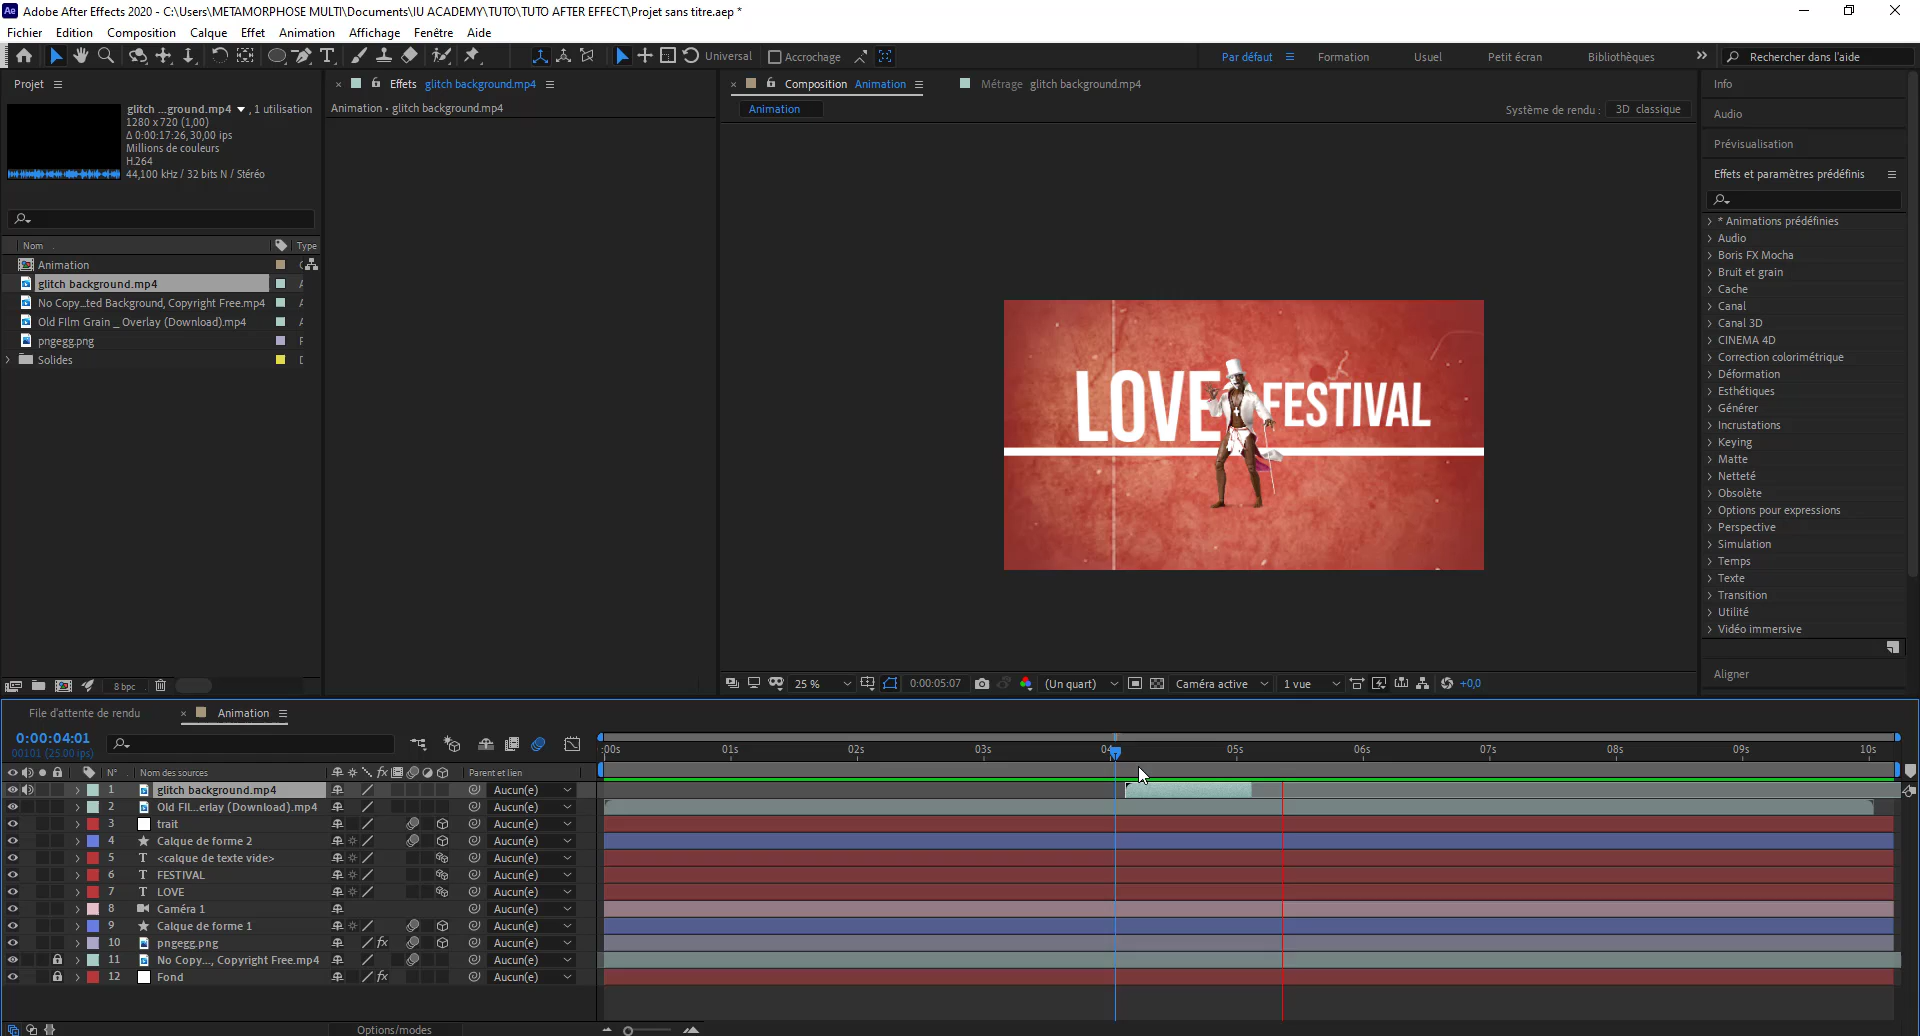 Adobe After Effects 2020 - C:\Users\METAMORPHOSE MULTI\Documents\IU ACADEMY\TUTO\TUTO AFTER EFFECT\Projet sans titre.aep *
Fichier Edition Composition Calque Effet Animation Affichage Fenêtre Aide
Universal Accrochage Par défaut Formation Usuel Petit écran Bibliothèques Rechercher dans l'aide
Projet
glitch ...ground.mp4 , 1 utilisation
1280 x 720 (1,00)
Δ 0:00:17:26, 30,00 ips
Millions de couleurs
H.264
44,100 kHz / 32 bits N / Stéréo
Nom Type
Animation
glitch background.mp4
No Copy...ted Background, Copyright Free.mp4
Old FIlm Grain _ Overlay (Download).mp4
pngegg.png
Solides
8 bpc
Effets glitch background.mp4
Animation • glitch background.mp4
Composition Animation
Métrage glitch background.mp4
Animation
Système de rendu : 3D classique
LOVE FESTIVAL
25 % 0:00:05:07 (Un quart) Caméra active 1 vue +0,0
Info
Audio
Prévisualisation
Effets et paramètres prédéfinis
* Animations prédéfinies
Audio
Boris FX Mocha
Bruit et grain
Cache
Canal
Canal 3D
CINEMA 4D
Correction colorimétrique
Déformation
Esthétiques
Générer
Incrustations
Keying
Matte
Netteté
Obsolète
Options pour expressions
Perspective
Simulation
Temps
Texte
Transition
Utilité
Vidéo immersive
Aligner
File d'attente de rendu Animation
0:00:04:01
00101 (25.00 ips)
:00s 01s 02s 03s 04 05s 06s 07s 08s 09s 10s
N° Nom des sources Parent et lien
1 glitch background.mp4 Aucun(e)
2 Old FIl...erlay (Download).mp4 Aucun(e)
3 trait Aucun(e)
4 Calque de forme 2 Aucun(e)
5 T <calque de texte vide> Aucun(e)
6 T FESTIVAL Aucun(e)
7 T LOVE Aucun(e)
8 Caméra 1 Aucun(e)
9 Calque de forme 1 Aucun(e)
10 pngegg.png fx Aucun(e)
11 No Copy..., Copyright Free.mp4 Aucun(e)
12 Fond fx Aucun(e)
Options/modes